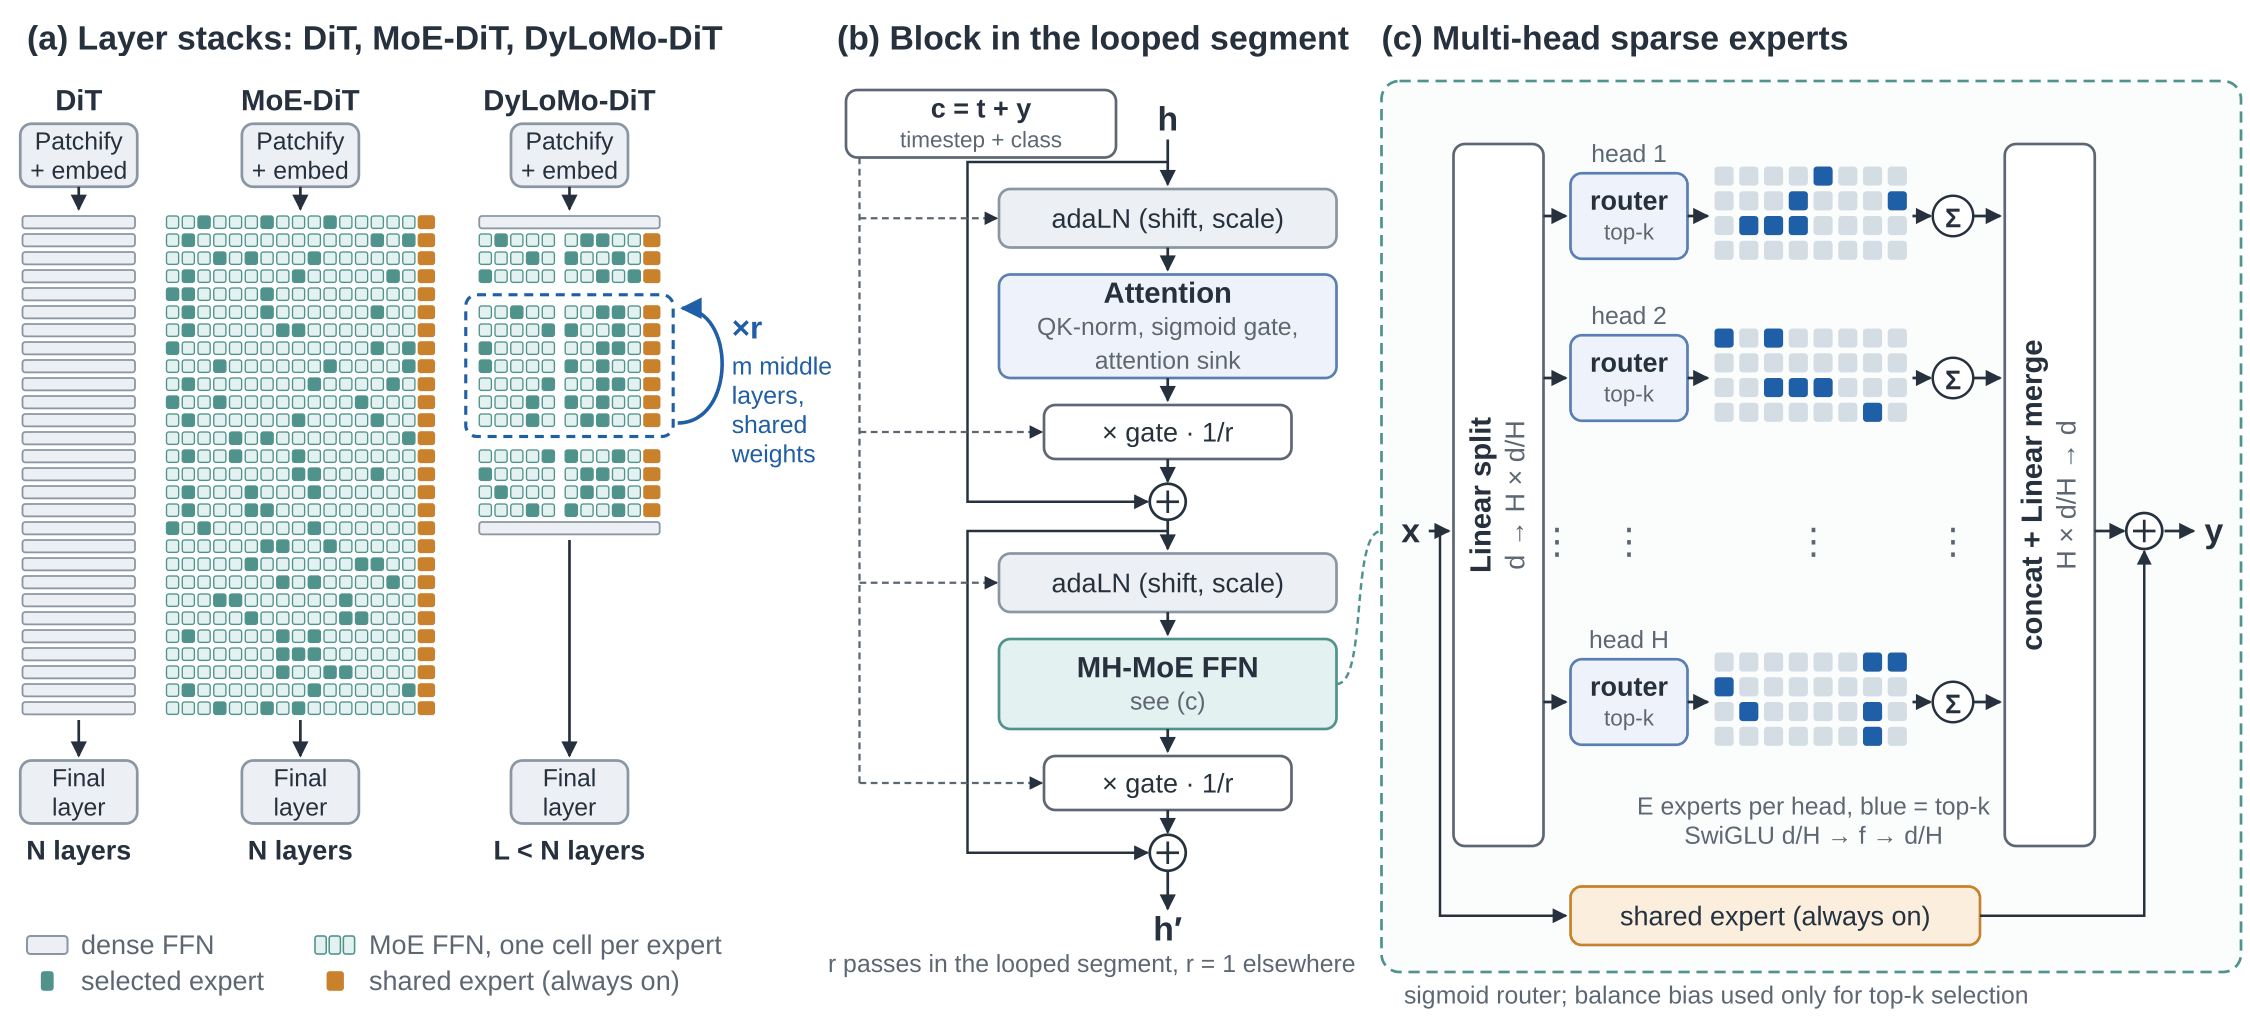 (a) Layer stacks: DiT, MoE-DiT, DyLoMo-DiT
DiT
MoE-DiT
DyLoMo-DiT
Patchify
+ embed
Patchify
+ embed
Patchify
+ embed
×r
m middle
layers,
shared
weights
Final
layer
Final
layer
Final
layer
N layers
N layers
L < N layers
dense FFN
MoE FFN, one cell per expert
selected expert
shared expert (always on)
(b) Block in the looped segment
c = t + y
timestep + class
h
adaLN (shift, scale)
Attention
QK-norm, sigmoid gate,
attention sink
× gate · 1/r
adaLN (shift, scale)
MH-MoE FFN
see (c)
× gate · 1/r
h′
r passes in the looped segment, r = 1 elsewhere
(c) Multi-head sparse experts
x
Linear split
d → H × d/H
head 1
router
top-k
Σ
head 2
router
top-k
Σ
head H
router
top-k
Σ
E experts per head, blue = top-k
SwiGLU d/H → f → d/H
concat + Linear merge
H × d/H → d
y
shared expert (always on)
sigmoid router; balance bias used only for top-k selection